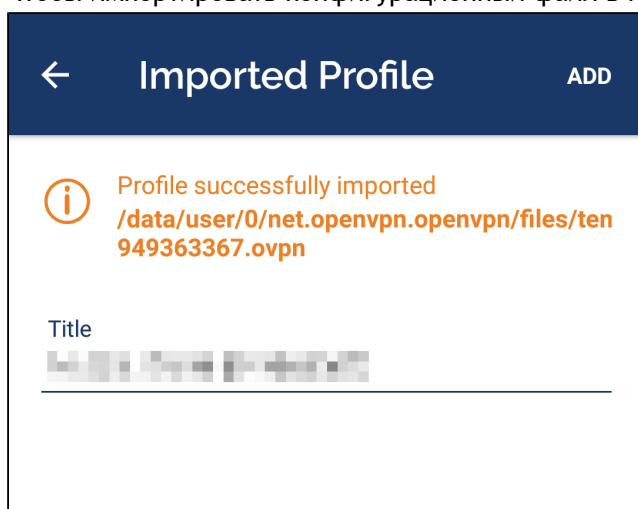 Imported Profile
ADD
Profile successfully imported
/data/user/0/net.openvpn.openvpn/files/ten
949363367.ovpn
Title